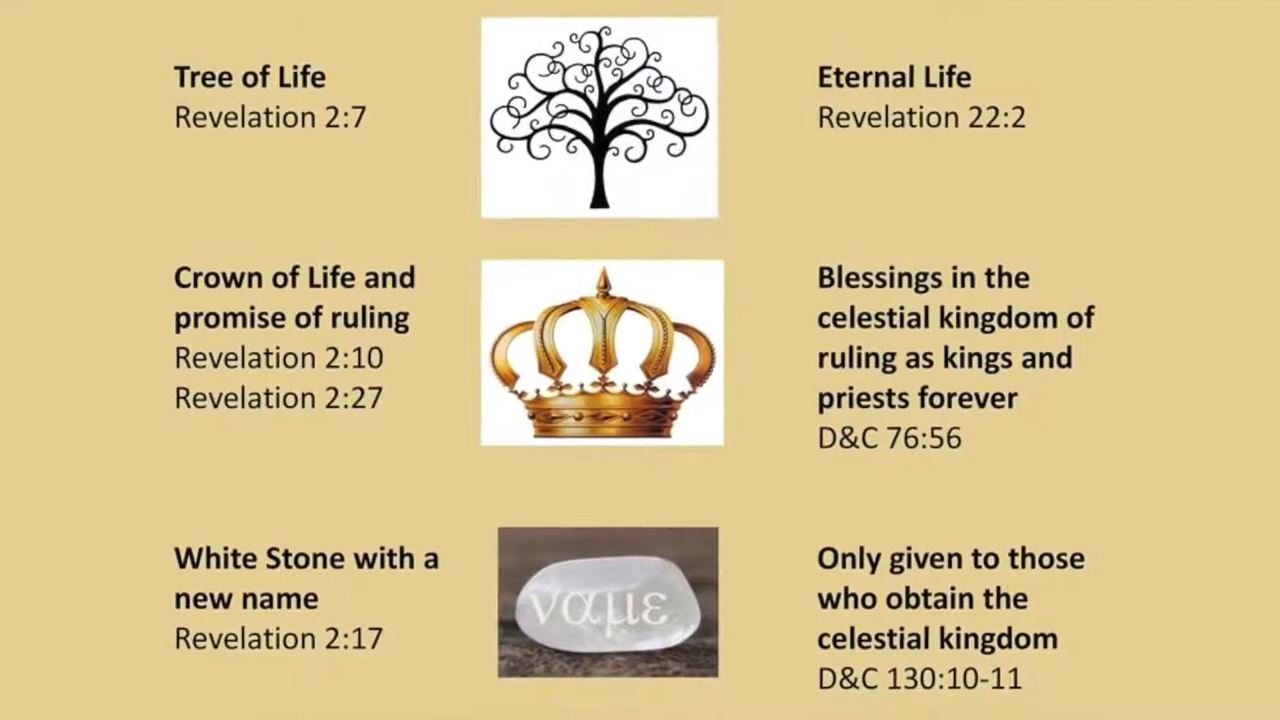 Tree of Life
Revelation 2:7
Eternal Life
Revelation 22:2
Crown of Life and
promise of ruling
Revelation 2:10
Revelation 2:27
Blessings in the
celestial kingdom of
ruling as kings and
priests forever
D&C 76:56
White Stone with a
new name
Revelation 2:17
ναμε
Only given to those
who obtain the
celestial kingdom
D&C 130:10-11